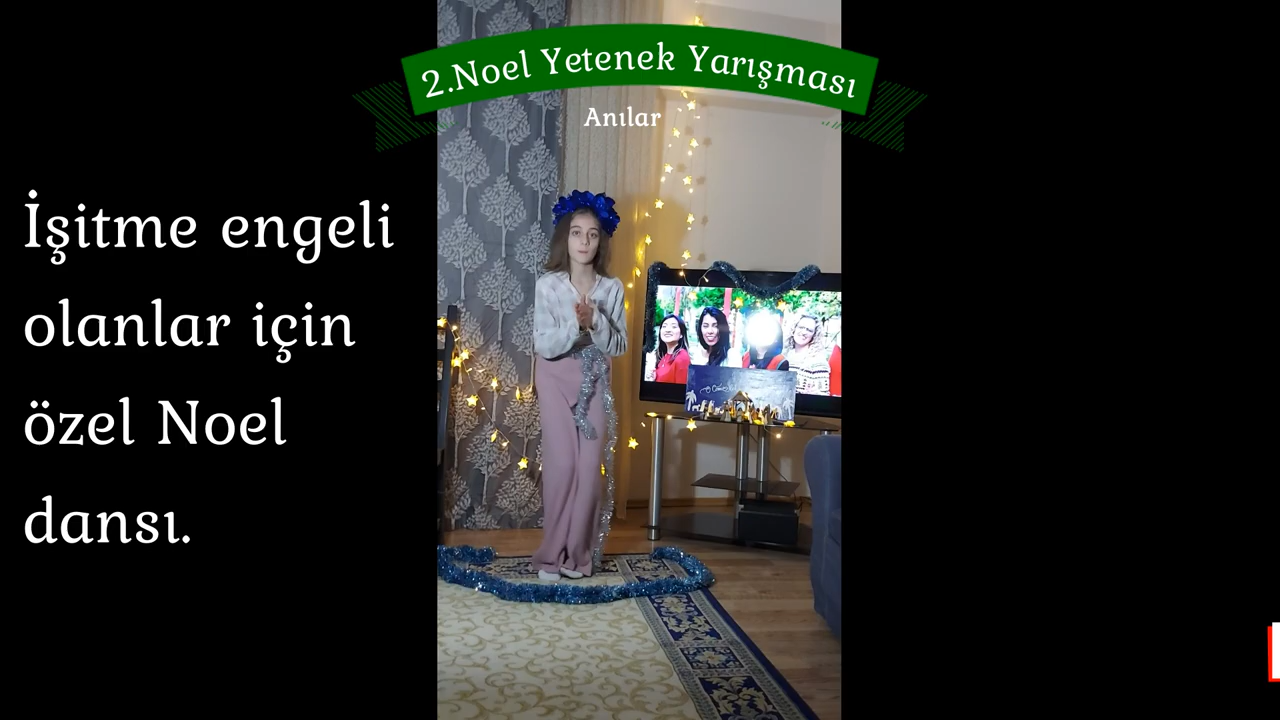 2.Noel Yetenek Yarışması
Anılar
İşitme engeli
olanlar için
özel Noel
dansı.